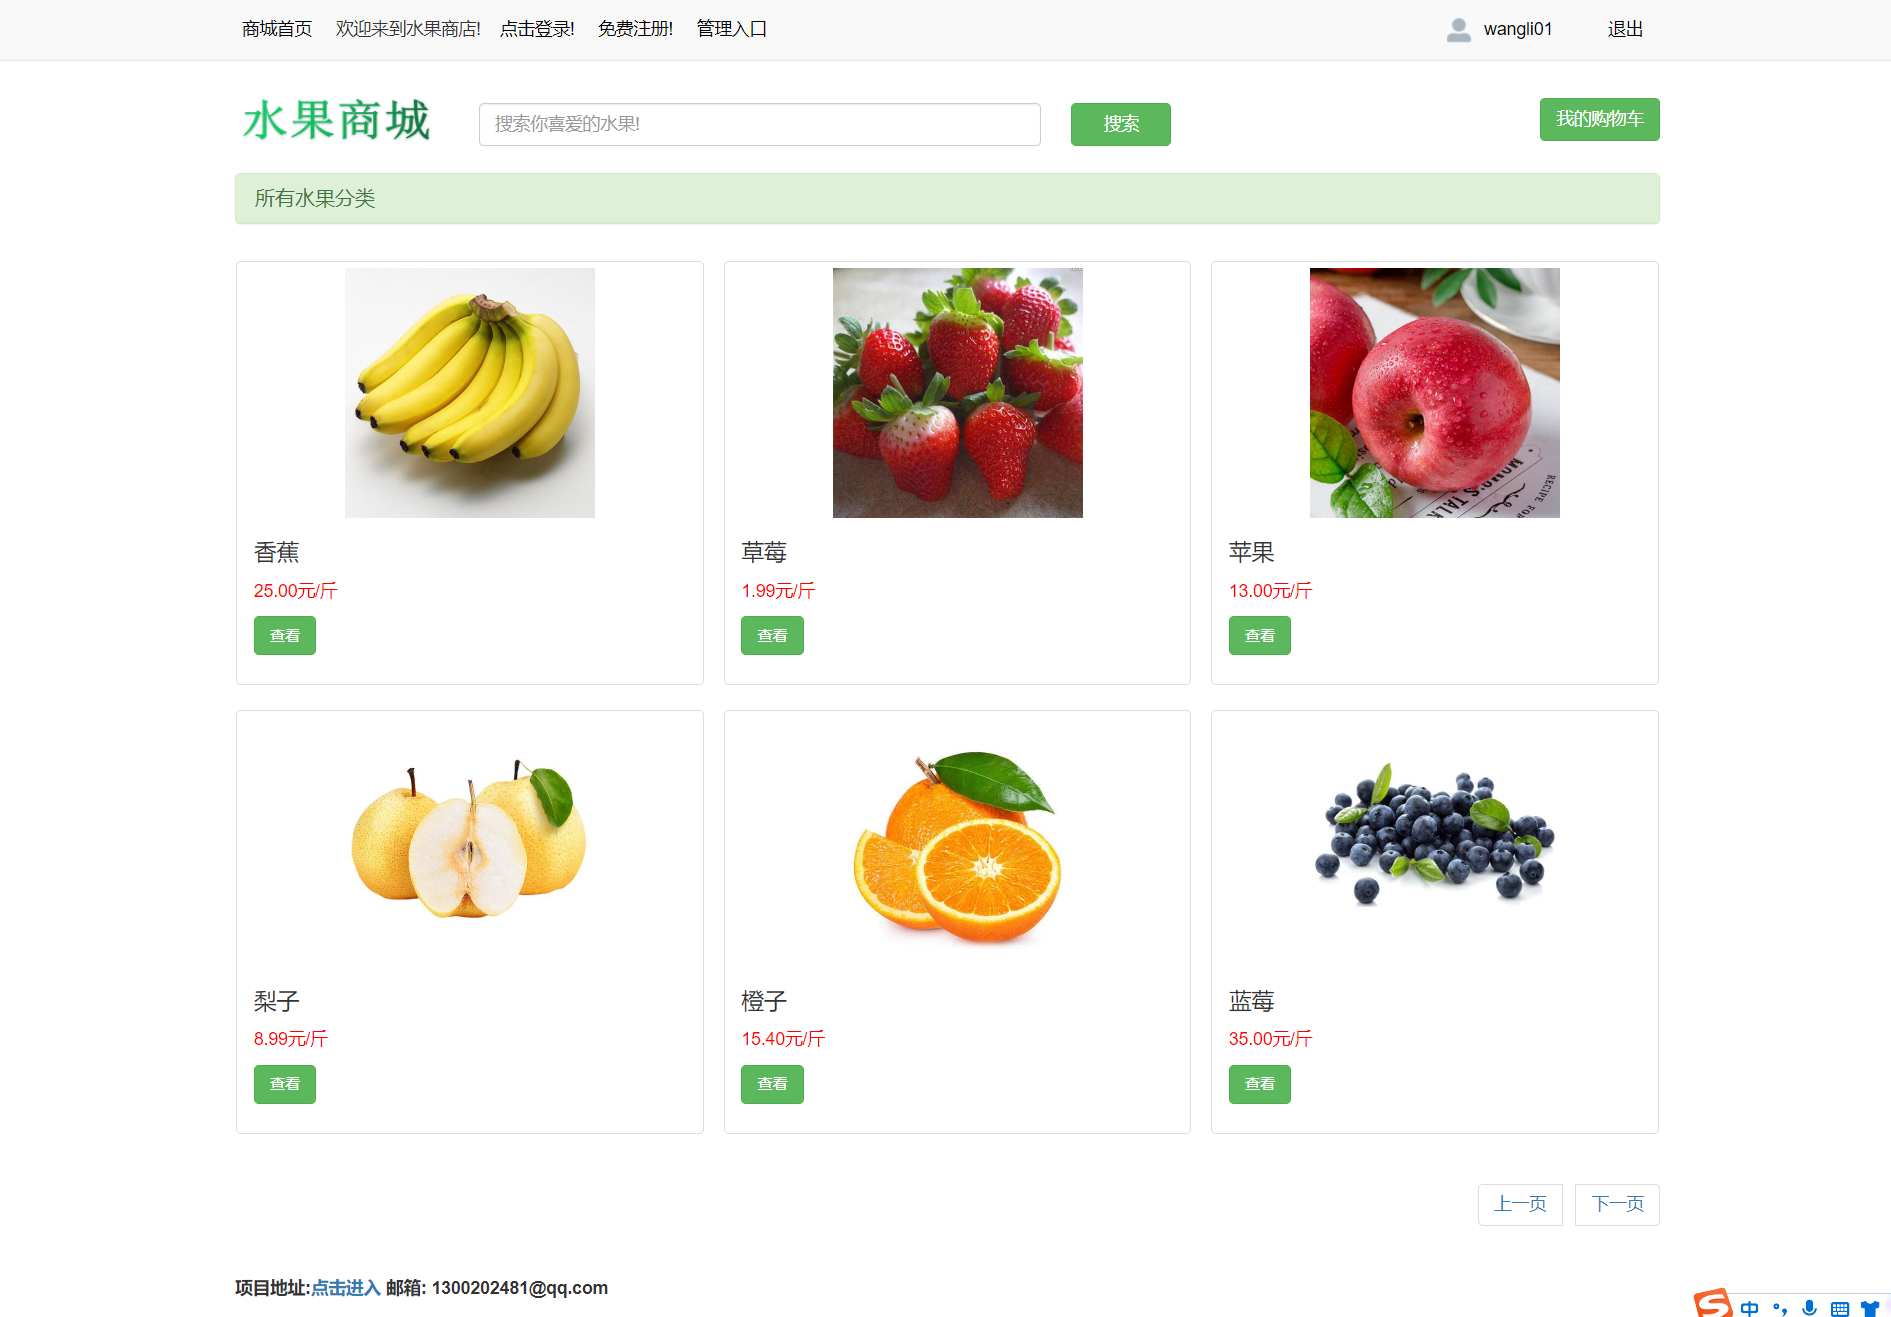 商城首页 欢迎来到水果商店! 点击登录! 免费注册! 管理入口 wangli01 退出
水果商城 搜索你喜爱的水果! 搜索 我的购物车
所有水果分类
香蕉
25.00元/斤
查看
草莓
1.99元/斤
查看
RECIPE FOR
苹果
13.00元/斤
查看
梨子
8.99元/斤
查看
橙子
15.40元/斤
查看
蓝莓
35.00元/斤
查看
上一页 下一页
项目地址:点击进入 邮箱: 1300202481@qq.com
中